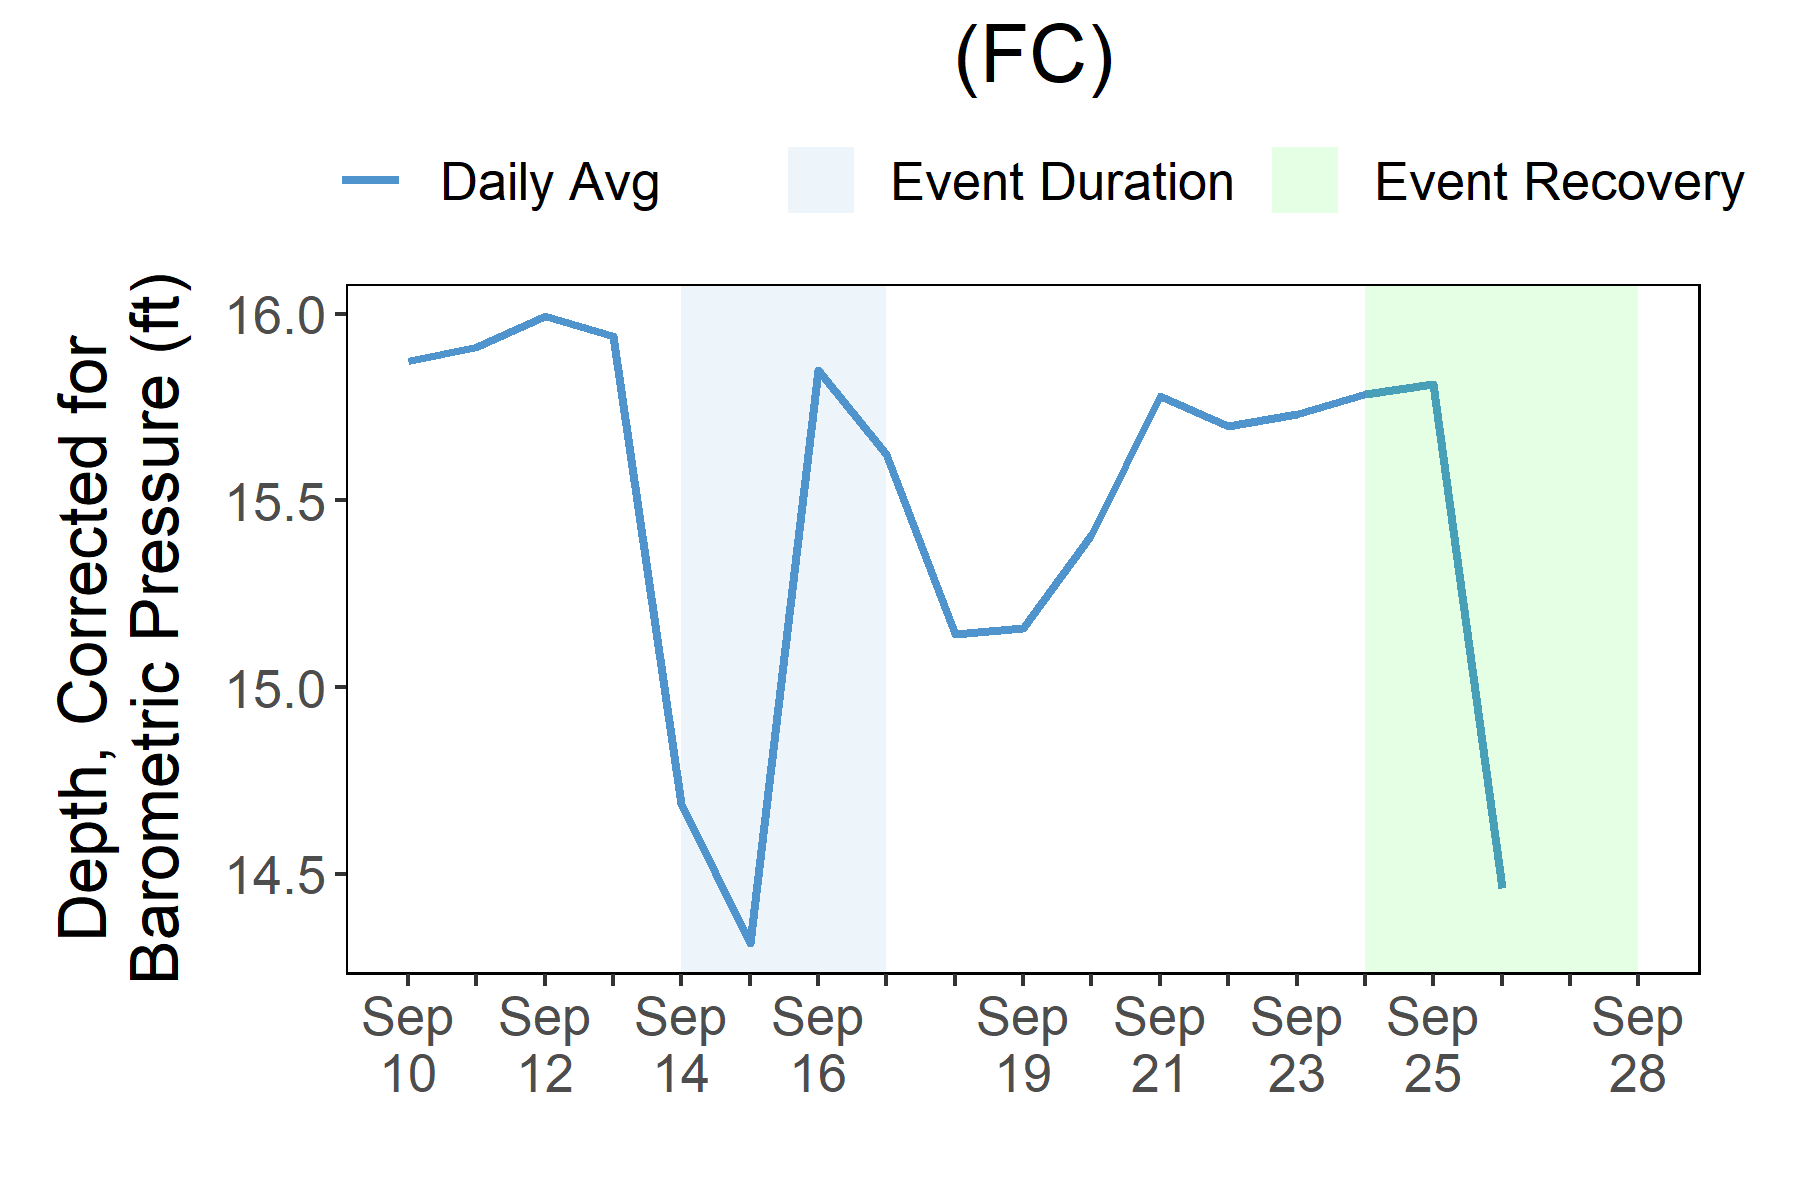 (FC)
Daily Avg
Event Duration
Event Recovery
Depth, Corrected for
Barometric Pressure (ft)
16.0
15.5
15.0
14.5
Sep
10
Sep
12
Sep
14
Sep
16
Sep
19
Sep
21
Sep
23
Sep
25
Sep
28